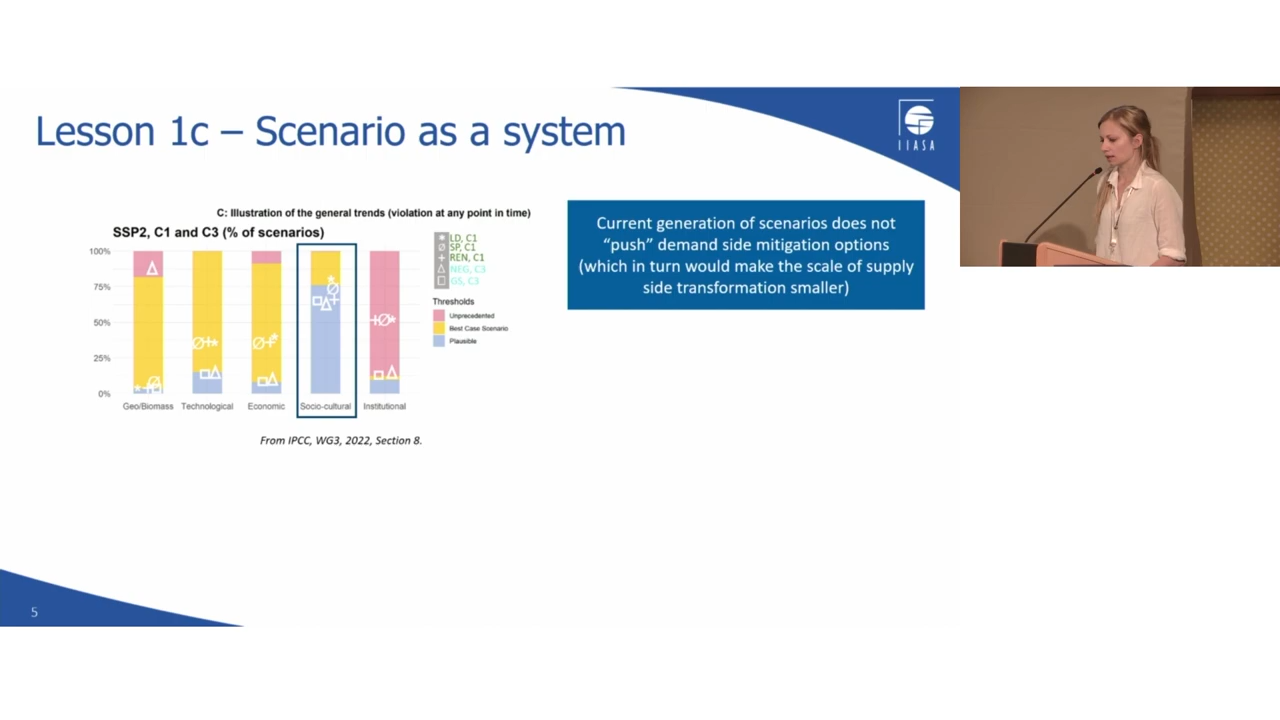 Lesson 1c – Scenario as a system
IIASA
C: Illustration of the general trends (violation at any point in time)
SSP2, C1 and C3 (% of scenarios)
100%
75%
50%
25%
0%
Geo/Biomass
Technological
Economic
Socio-cultural
Institutional
LD, C1
SP, C1
REN, C1
NEG, C3
GS, C3
Thresholds
Unprecedented
Best Case Scenario
Plausible
From IPCC, WG3, 2022, Section 8.
Current generation of scenarios does not
“push” demand side mitigation options
(which in turn would make the scale of supply
side transformation smaller)
5